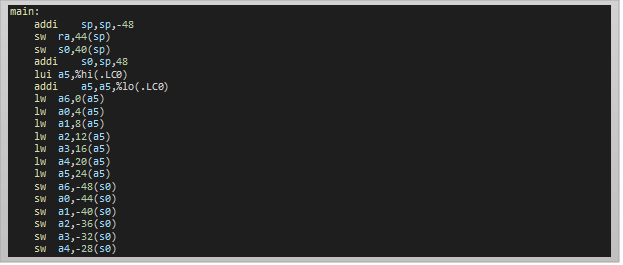 main:
addi sp,sp,-48
sw ra,44(sp)
sw s0,40(sp)
addi s0,sp,48
lui a5,%hi(.LC0)
addi a5,a5,%lo(.LC0)
lw a6,0(a5)
lw a0,4(a5)
lw a1,8(a5)
lw a2,12(a5)
lw a3,16(a5)
lw a4,20(a5)
lw a5,24(a5)
sw a6,-48(s0)
sw a0,-44(s0)
sw a1,-40(s0)
sw a2,-36(s0)
sw a3,-32(s0)
sw a4,-28(s0)